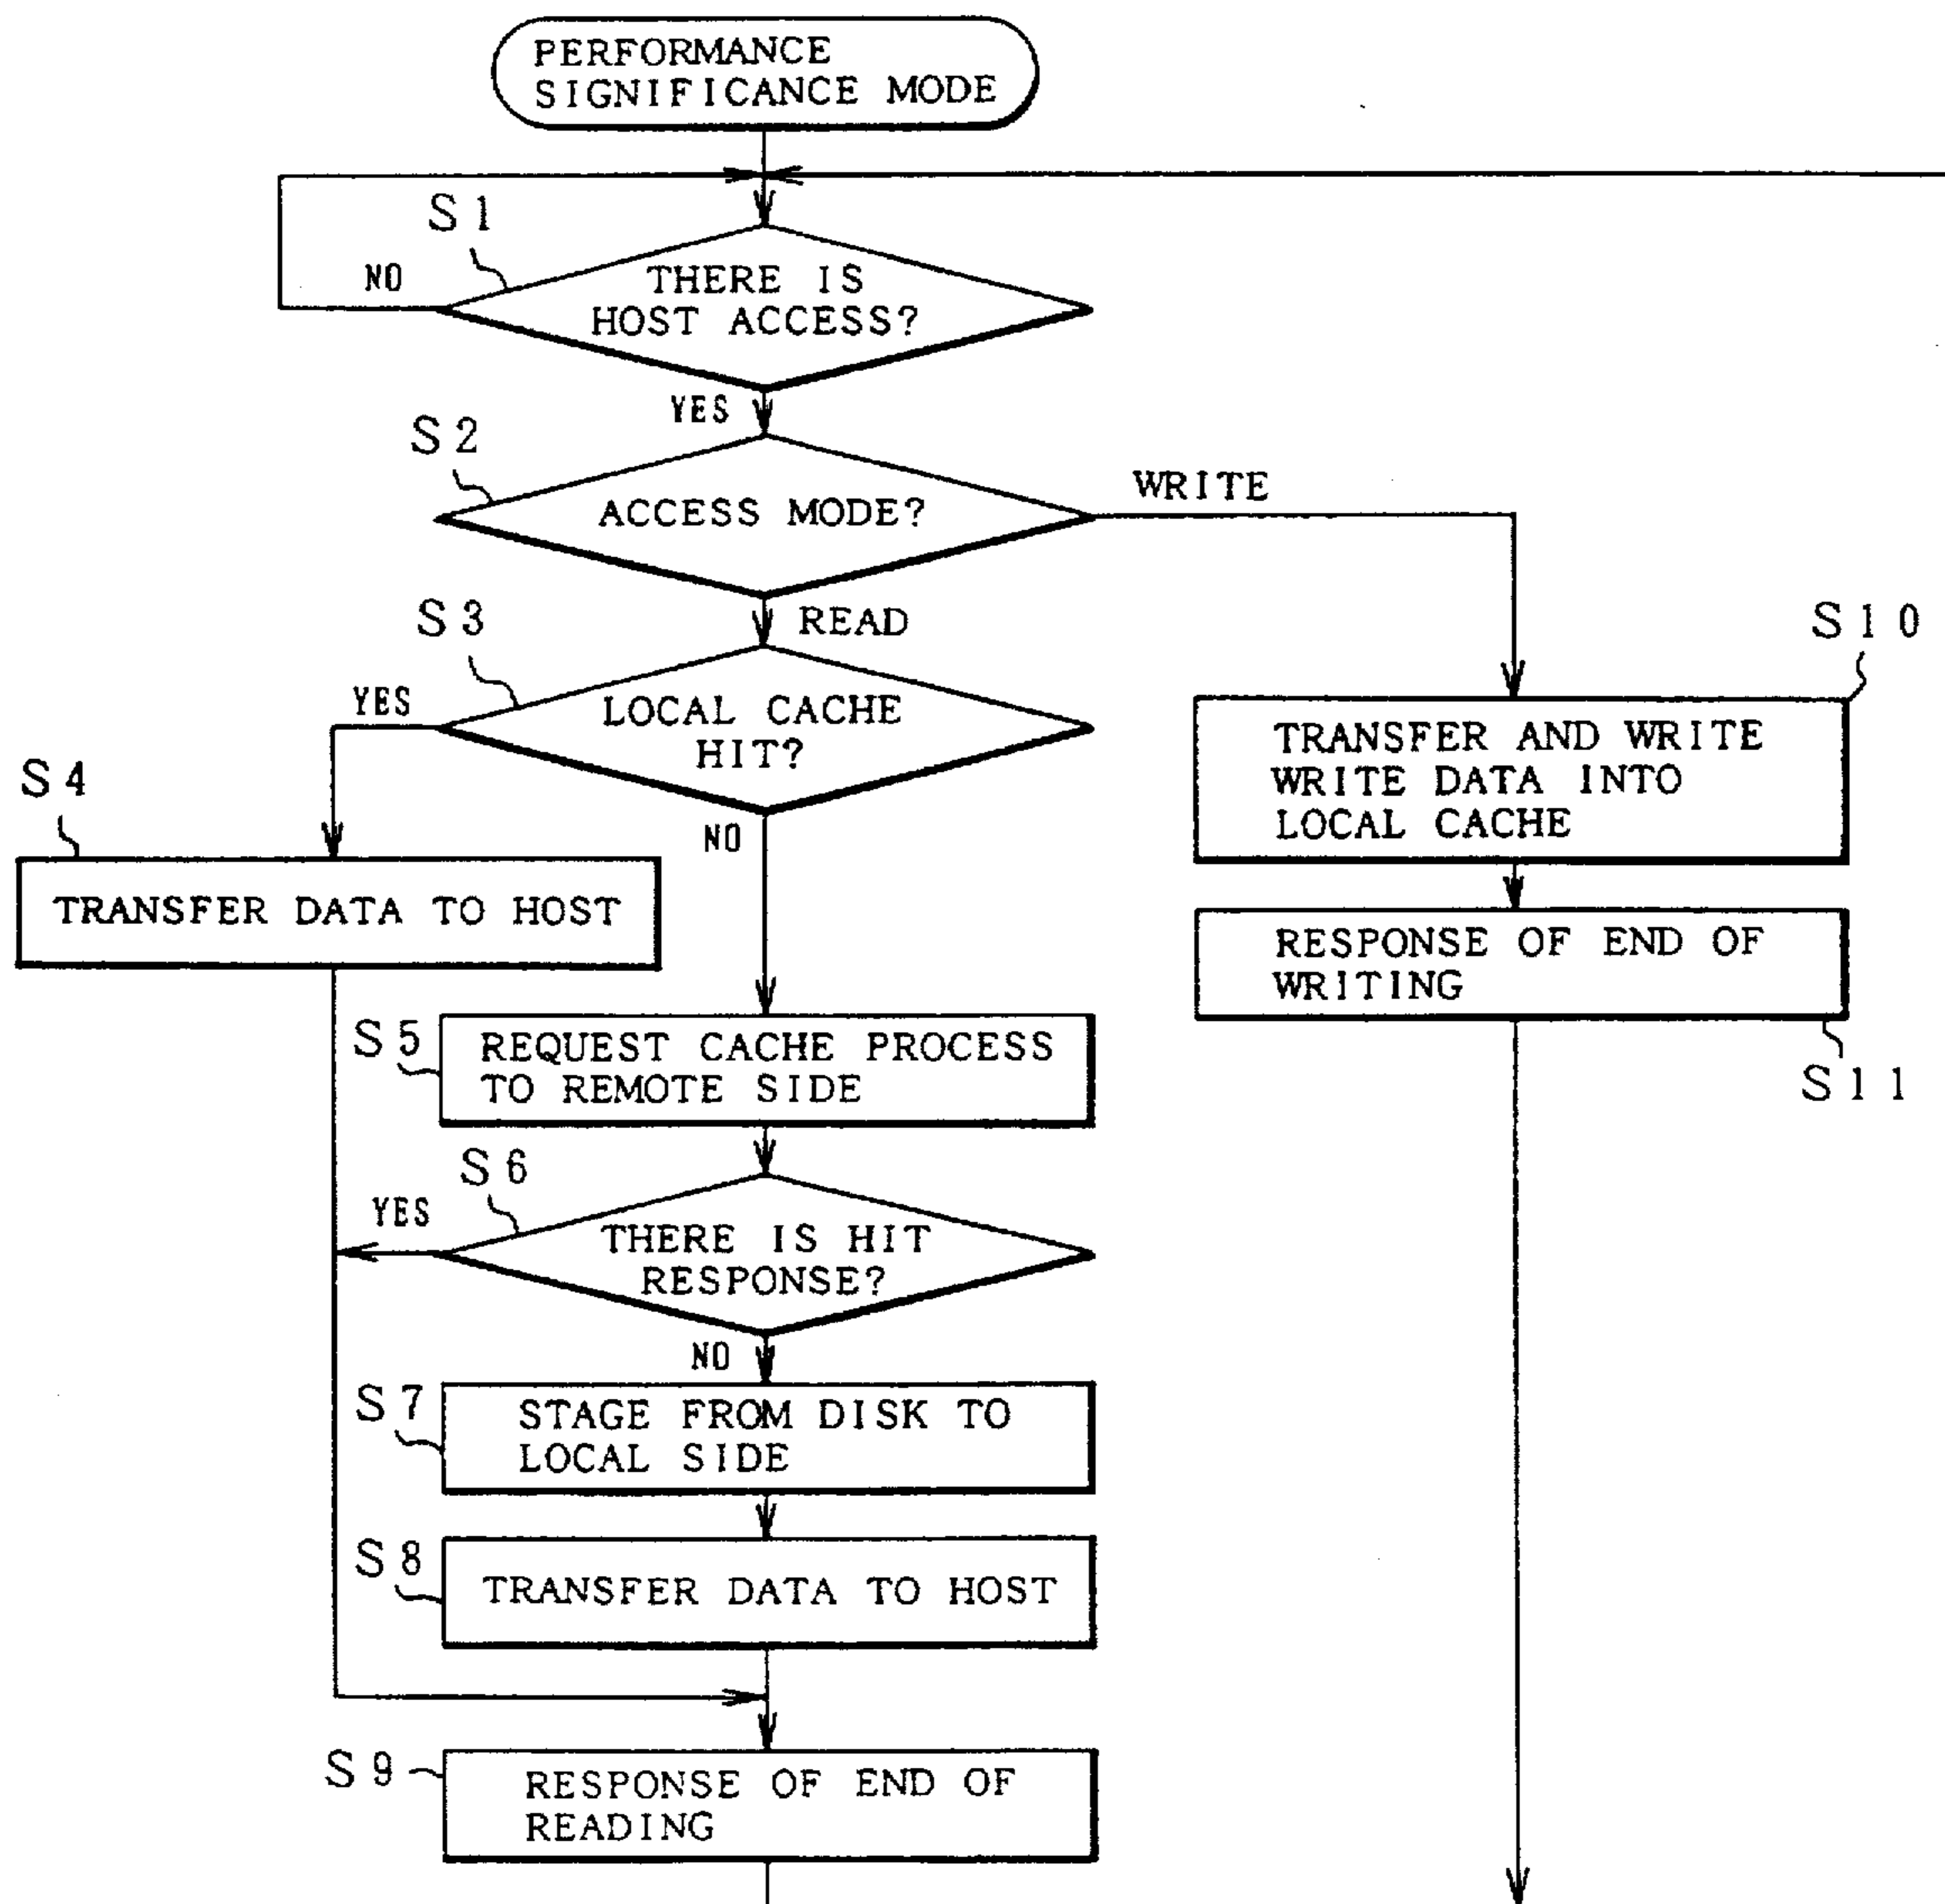 PERFORMANCE
SIGNIFICANCE MODE
S1
NO
THERE IS
HOST ACCESS?
YES
S2
ACCESS MODE?
WRITE
READ
S3
YES
LOCAL CACHE
HIT?
NO
S4
TRANSFER DATA TO HOST
S10
TRANSFER AND WRITE
WRITE DATA INTO
LOCAL CACHE
RESPONSE OF END OF
WRITING
S11
S5
REQUEST CACHE PROCESS
TO REMOTE SIDE
S6
YES
THERE IS HIT
RESPONSE?
NO
S7
STAGE FROM DISK TO
LOCAL SIDE
S8
TRANSFER DATA TO HOST
S9
RESPONSE OF END OF
READING